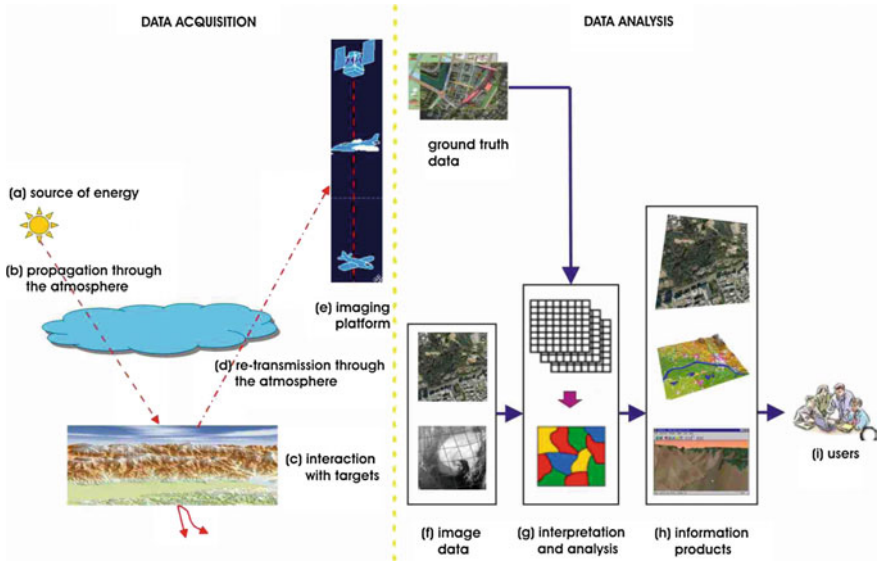 DATA ACQUISITION
(a) source of energy
(b) propagation through
the atmosphere
(e) imaging
platform
(d) re-transmission through
the atmosphere
(c) interaction
with targets
DATA ANALYSIS
ground truth
data
(f) image
data
(g) interpretation
and analysis
(h) information
products
(i) users